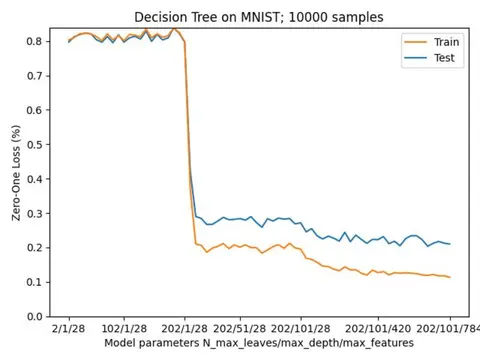 Decision Tree on MNIST; 10000 samples
Train
Test
Zero-One Loss (%)
0.8
0.7
0.6
0.5
0.4
0.3
0.2
0.1
0.0
2/1/28 102/1/28 202/1/28 202/51/28 202/101/28 202/101/420 202/101/784
Model parameters N_max_leaves/max_depth/max_features